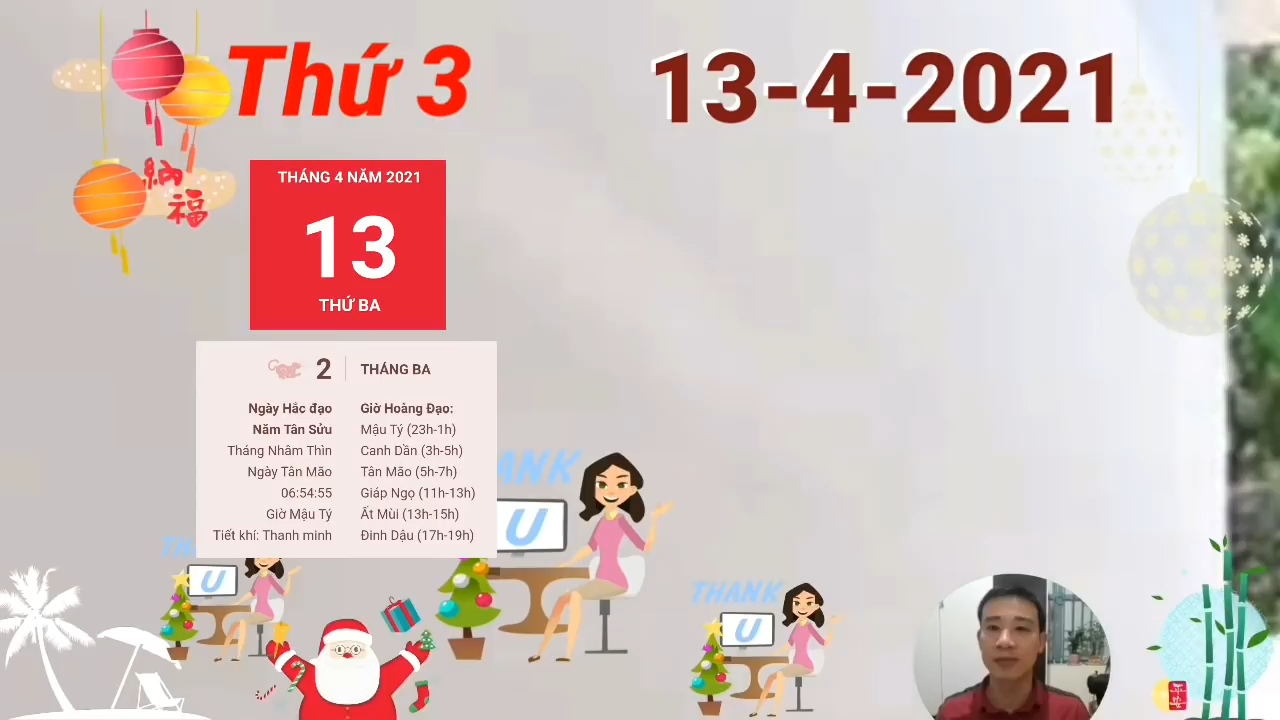 Thứ 3
13-4-2021
納
福
THÁNG 4 NĂM 2021
13
THỨ BA
2
THÁNG BA
Ngày Hắc đạo
Năm Tân Sửu
Tháng Nhâm Thìn
Ngày Tân Mão
06:54:55
Giờ Mậu Tý
Tiết khí: Thanh minh
Giờ Hoàng Đạo:
Mậu Tý (23h-1h)
Canh Dần (3h-5h)
Tân Mão (5h-7h)
Giáp Ngọ (11h-13h)
Ất Mùi (13h-15h)
Đinh Dậu (17h-19h)
ANK
U
TH
U
THANK
U